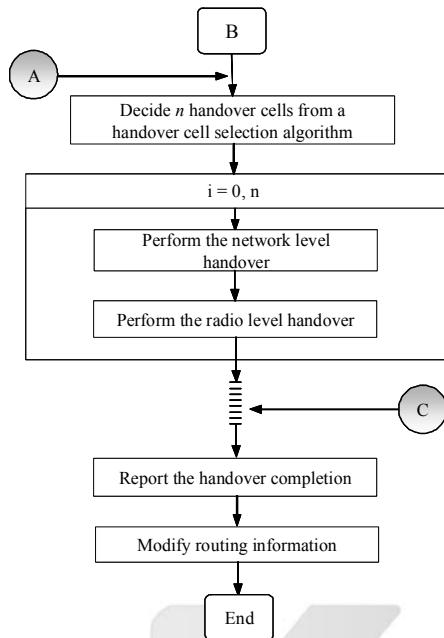 B
A
Decide n handover cells from a
handover cell selection algorithm
i = 0, n
Perform the network level
handover
Perform the radio level handover
C
Report the handover completion
Modify routing information
End